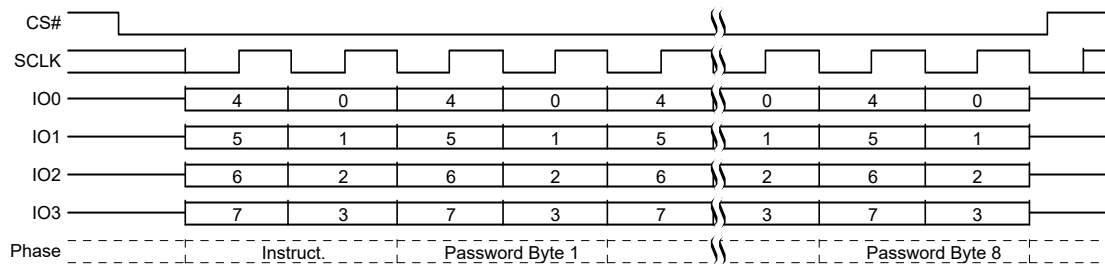 CS#
SCLK
IO0 4 0 4 0 4 0 4 0
IO1 5 1 5 1 5 1 5 1
IO2 6 2 6 2 6 2 6 2
IO3 7 3 7 3 7 3 7 3
Phase Instruct. Password Byte 1 Password Byte 8